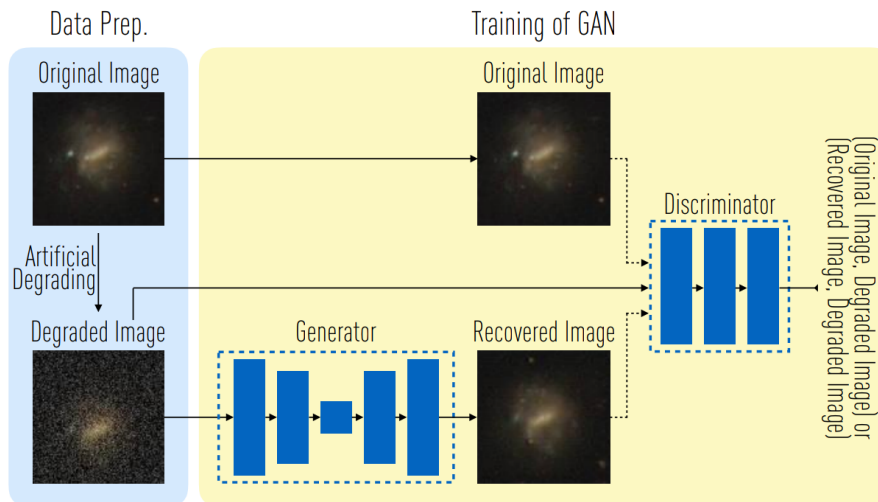 Data Prep.
Training of GAN
Original Image
Original Image
Artificial
Degrading
Degraded Image
Generator
Recovered Image
Discriminator
(Original Image, Degraded Image) or
(Recovered Image, Degraded Image)